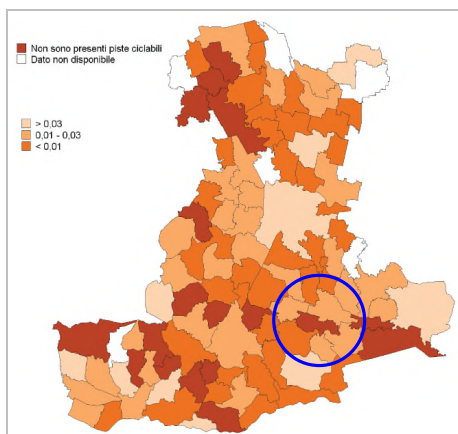 Non sono presenti piste ciclabili
Dato non disponibile
> 0,03
0,01 - 0,03
< 0,01